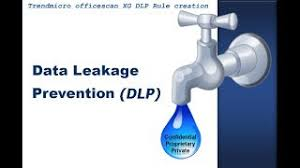 Trendmicro officescan XG DLP Rule creation
Data Leakage
Prevention (DLP)
Confidential
Proprietary
Private